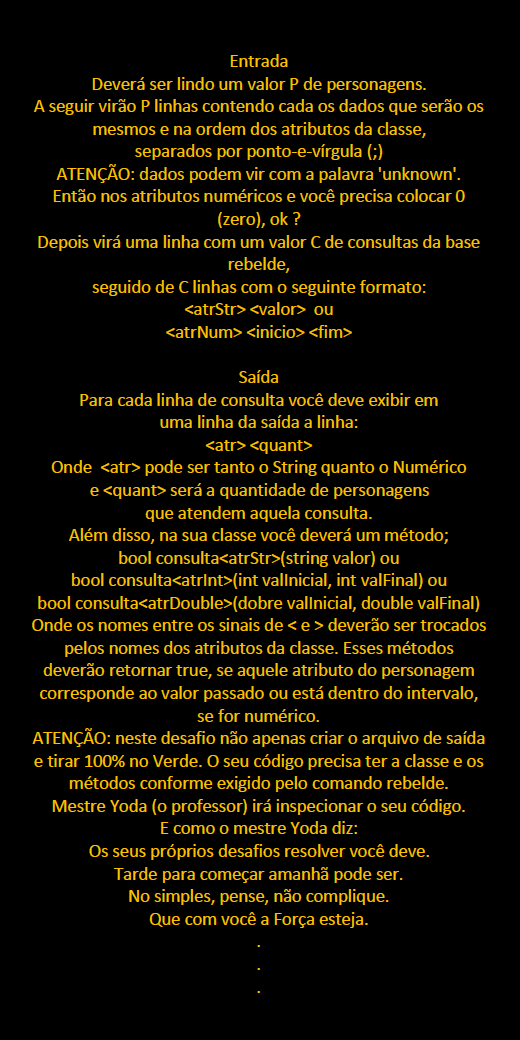 Entrada
Deverá ser lindo um valor P de personagens.
A seguir virão P linhas contendo cada os dados que serão os
mesmos e na ordem dos atributos da classe,
separados por ponto-e-vírgula (;)
ATENÇÃO: dados podem vir com a palavra 'unknown'.
Então nos atributos numéricos e você precisa colocar 0
(zero), ok ?
Depois virá uma linha com um valor C de consultas da base
rebelde,
seguido de C linhas com o seguinte formato:
<atrStr> <valor>  ou
<atrNum> <inicio> <fim>
Saída
Para cada linha de consulta você deve exibir em
uma linha da saída a linha:
<atr> <quant>
Onde  <atr> pode ser tanto o String quanto o Numérico
e <quant> será a quantidade de personagens
que atendem aquela consulta.
Além disso, na sua classe você deverá um método;
bool consulta<atrStr>(string valor) ou
bool consulta<atrInt>(int valInicial, int valFinal) ou
bool consulta<atrDouble>(dobre valInicial, double valFinal)
Onde os nomes entre os sinais de < e > deverão ser trocados
pelos nomes dos atributos da classe. Esses métodos
deverão retornar true, se aquele atributo do personagem
corresponde ao valor passado ou está dentro do intervalo,
se for numérico.
ATENÇÃO: neste desafio não apenas criar o arquivo de saída
e tirar 100% no Verde. O seu código precisa ter a classe e os
métodos conforme exigido pelo comando rebelde.
Mestre Yoda (o professor) irá inspecionar o seu código.
E como o mestre Yoda diz:
Os seus próprios desafios resolver você deve.
Tarde para começar amanhã pode ser.
No simples, pense, não complique.
Que com você a Força esteja.
.
.
.